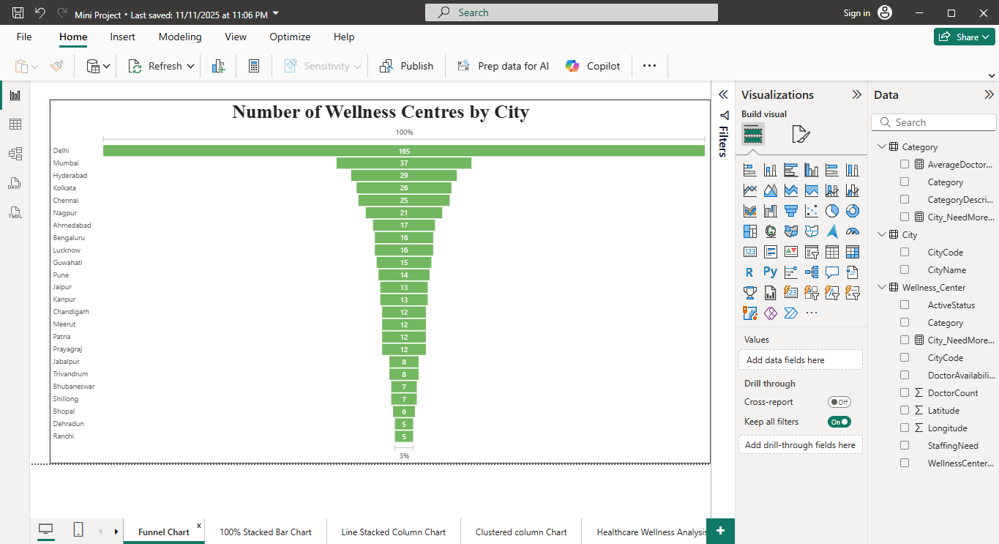 Mini Project • Last saved: 11/11/2025 at 11:06 PM
Search
Sign in
File Home Insert Modeling View Optimize Help
Share
Refresh
Sensitivity
Publish
Prep data for AI
Copilot
DAX
TMDL
Number of Wellness Centres by City
100%
Delhi 165
Mumbai 37
Hyderabad 29
Kolkata 26
Chennai 25
Nagpur 21
Ahmedabad 17
Bengaluru 16
Lucknow 16
Guwahati 15
Pune 14
Jaipur 13
Kanpur 13
Chandigarh 12
Meerut 12
Patna 12
Prayagraj 12
Jabalpur 8
Trivandrum 8
Bhubaneswar 7
Shillong 7
Bhopal 6
Dehradun 5
Ranchi 5
3%
Filters
Visualizations
Build visual
123
R Py
123
Values
Add data fields here
Drill through
Cross-report Off
Keep all filters On
Add drill-through fields here
Data
Search
Category
AverageDoctor...
Category
CategoryDescri...
City_NeedMore...
City
CityCode
CityName
Wellness_Center
ActiveStatus
Category
City_NeedMore...
CityCode
DoctorAvailabili...
DoctorCount
Latitude
Longitude
StaffingNeed
WellnessCenter...
Funnel Chart x
100% Stacked Bar Chart
Line Stacked Column Chart
Clustered column Chart
Healthcare Wellness Analysis